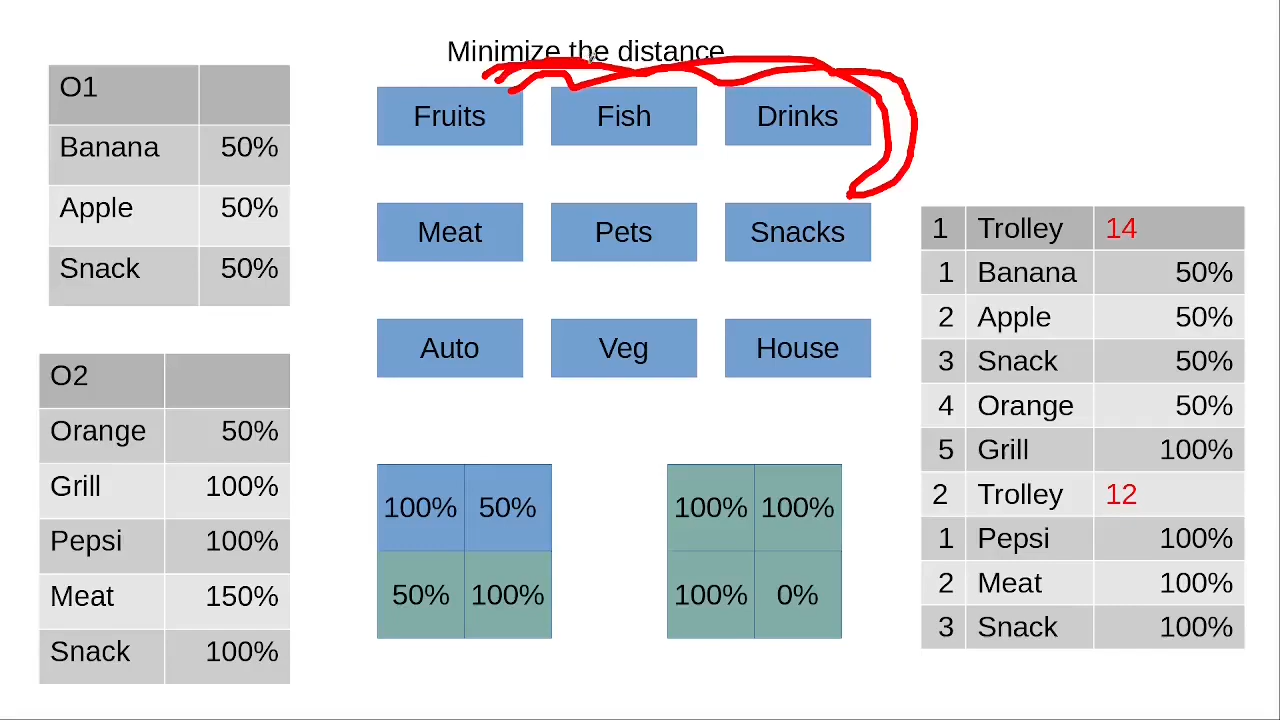 Minimize the distance
O1
Banana 50%
Apple 50%
Snack 50%
O2
Orange 50%
Grill 100%
Pepsi 100%
Meat 150%
Snack 100%
Fruits Fish Drinks
Meat Pets Snacks
Auto Veg House
100% 50%
50% 100%
100% 100%
100% 0%
1 Trolley 14
1 Banana 50%
2 Apple 50%
3 Snack 50%
4 Orange 50%
5 Grill 100%
2 Trolley 12
1 Pepsi 100%
2 Meat 100%
3 Snack 100%